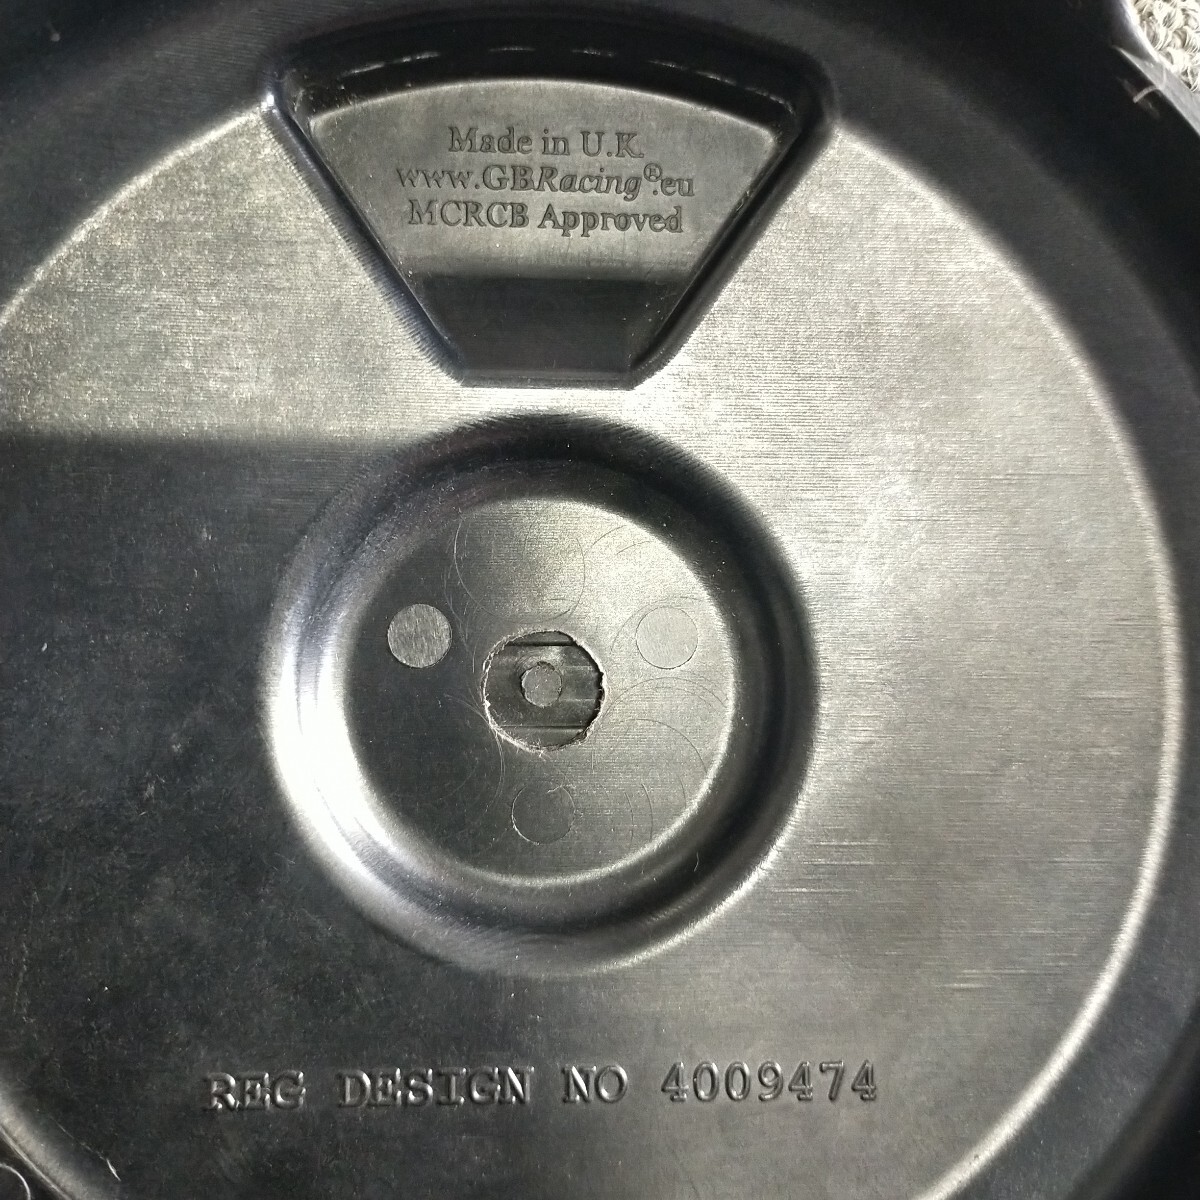 Made in U.K.
www.GBRacing®.eu
MCRCB Approved
REG DESIGN NO 4009474